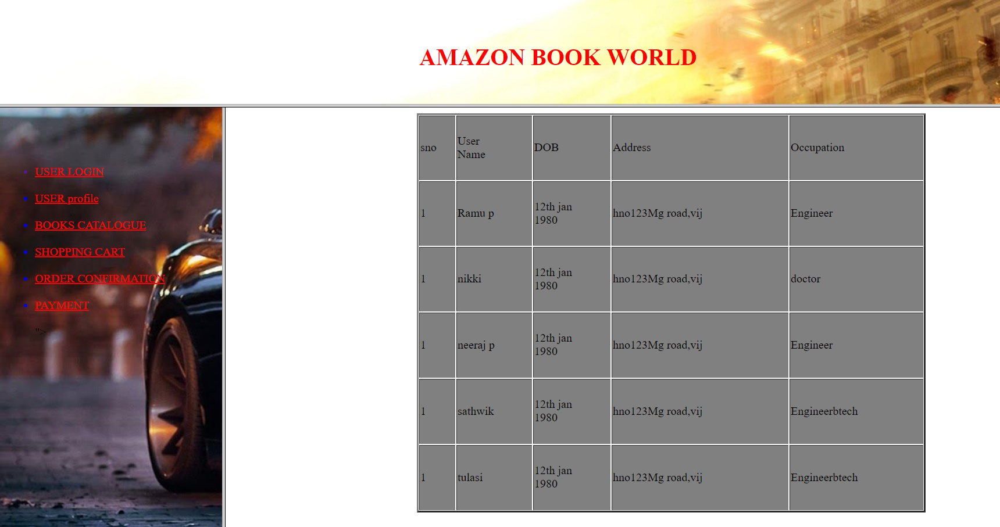 AMAZON BOOK WORLD
USER LOGIN
USER profile
BOOKS CATALOGUE
SHOPPING CART
ORDER CONFIRMATION
PAYMENT
">
sno
User
Name
DOB
Address
Occupation
1
Ramu p
12th jan
1980
hno123Mg road,vij
Engineer
1
nikki
12th jan
1980
hno123Mg road,vij
doctor
1
neeraj p
12th jan
1980
hno123Mg road,vij
Engineer
1
sathwik
12th jan
1980
hno123Mg road,vij
Engineerbtech
1
tulasi
12th jan
1980
hno123Mg road,vij
Engineerbtech